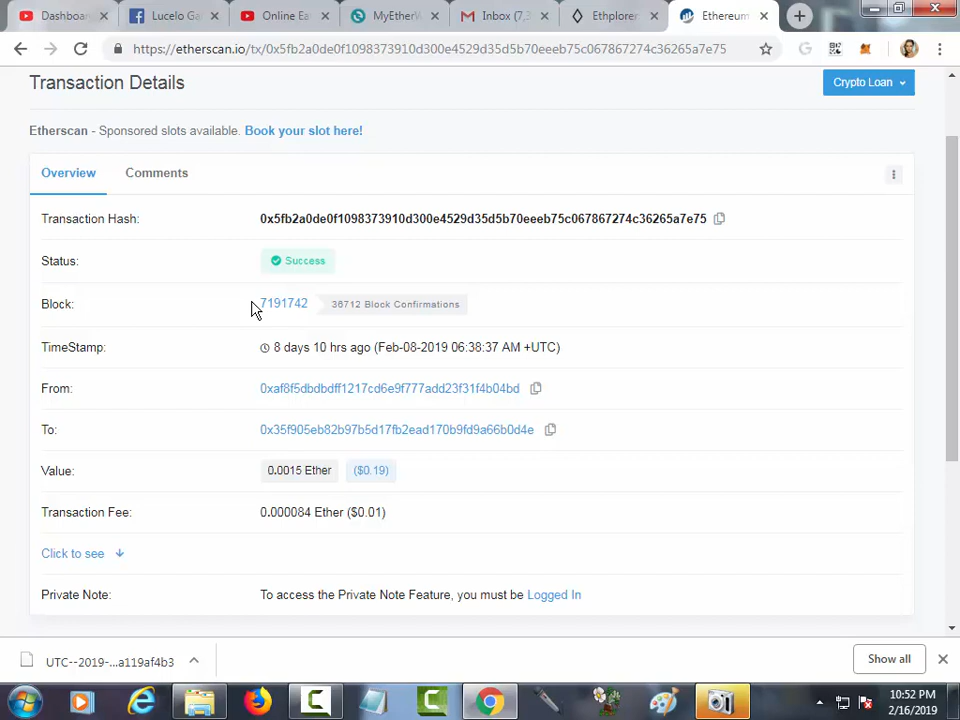 Dashboard
Lucelo Ga
Online Ea
MyEtherW
Inbox (7,3
Ethplorer
Ethereum
https://etherscan.io/tx/0x5fb2a0de0f1098373910d300e4529d35d5b70eeeb75c067867274c36265a7e75
Transaction Details
Crypto Loan
Etherscan - Sponsored slots available. Book your slot here!
Overview
Comments
Transaction Hash:
0x5fb2a0de0f1098373910d300e4529d35d5b70eeeb75c067867274c36265a7e75
Status:
Success
Block:
7191742
36712 Block Confirmations
TimeStamp:
8 days 10 hrs ago (Feb-08-2019 06:38:37 AM +UTC)
From:
0xaf8f5dbdbdff1217cd6e9f777add23f31f4b04bd
To:
0x35f905eb82b97b5d17fb2ead170b9fd9a66b0d4e
Value:
0.0015 Ether
($0.19)
Transaction Fee:
0.000084 Ether ($0.01)
Click to see
Private Note:
To access the Private Note Feature, you must be Logged In
UTC--2019-...a119af4b3
Show all
10:52 PM
2/16/2019